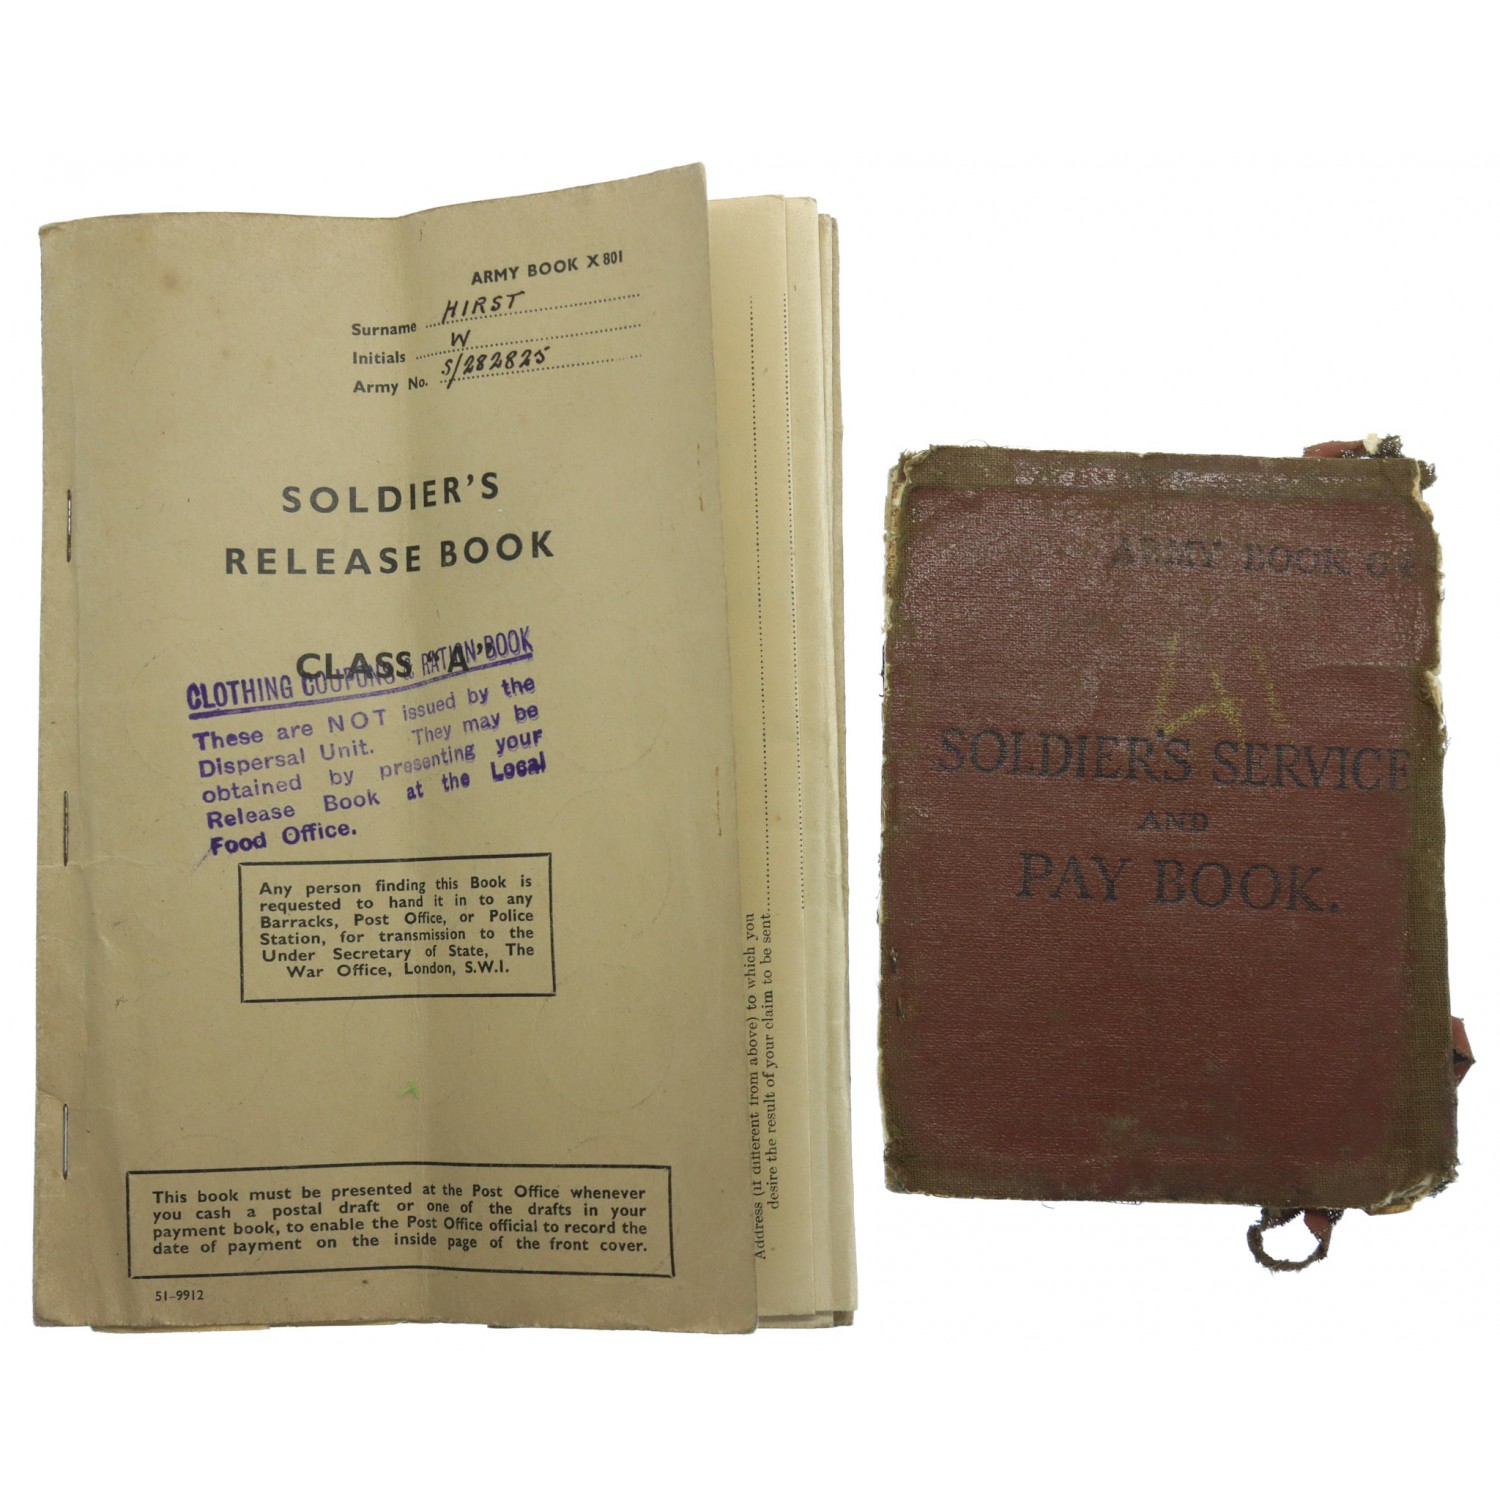 ARMY BOOK X 801
Surname HIRST
Initials W
Army No. S/282825
SOLDIER'S
RELEASE BOOK
CLASS "A"
CLOTHING COUPONS & RATION BOOK
These are NOT issued by the
Dispersal Unit. They may be
obtained by presenting your
Release Book at the Local
Food Office.
Any person finding this Book is
requested to hand it in to any
Barracks, Post Office, or Police
Station, for transmission to the
Under Secretary of State, The
War Office, London, S.W.I.
This book must be presented at the Post Office whenever
you cash a postal draft or one of the drafts in your
payment book, to enable the Post Office official to record the
date of payment on the inside page of the front cover.
51-9912
Address (if different from above) to which you
desire the result of your claim to be sent
ARMY BOOK 64
SOLDIER'S SERVICE
AND
PAY BOOK.